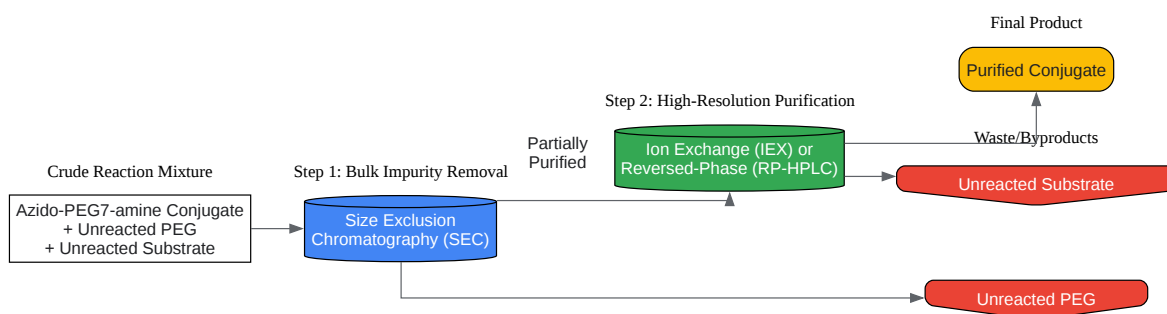 Final Product
Purified Conjugate
Step 2: High-Resolution Purification
Waste/Byproducts
Partially
Purified
Ion Exchange (IEX) or
Reversed-Phase (RP-HPLC)
Unreacted Substrate
Crude Reaction Mixture
Step 1: Bulk Impurity Removal
Azido-PEG7-amine Conjugate
+ Unreacted PEG
+ Unreacted Substrate
Size Exclusion
Chromatography (SEC)
Unreacted PEG